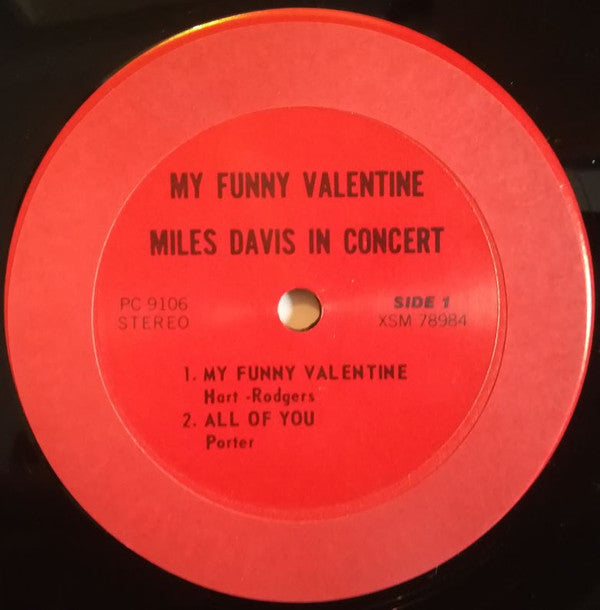 MY FUNNY VALENTINE
MILES DAVIS IN CONCERT
PC 9106
STEREO
SIDE 1
XSM 78984
1. MY FUNNY VALENTINE
Hart -Rodgers
2. ALL OF YOU
Porter